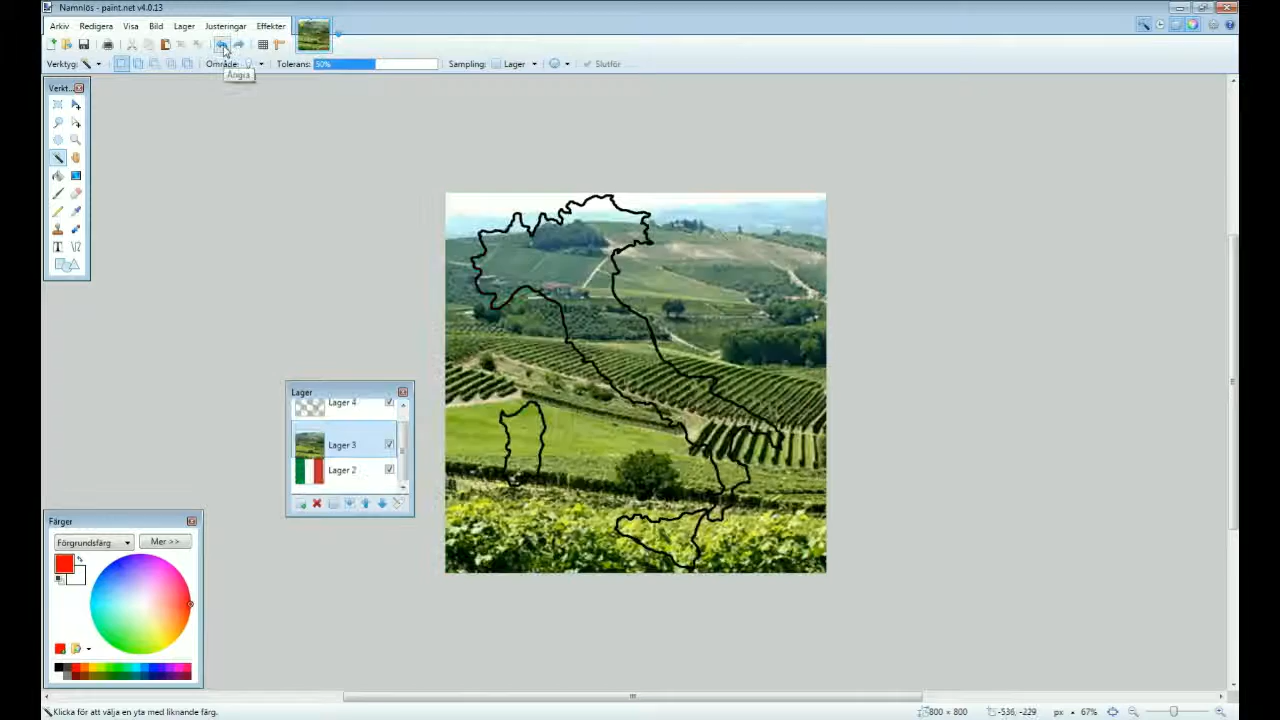 Namnlös - paint.net v4.0.13
Arkiv Redigera Visa Bild Lager Justeringar Effekter
Verktyg: Område: Tolerans: 50% Sampling: Lager Slutför
Ångra
Verkt...
Lager
Lager 4
Lager 3
Lager 2
Färger
Förgrundsfärg Mer >>
Klicka för att välja en yta med liknande färg. 800 × 800 -536, -229 px 67%